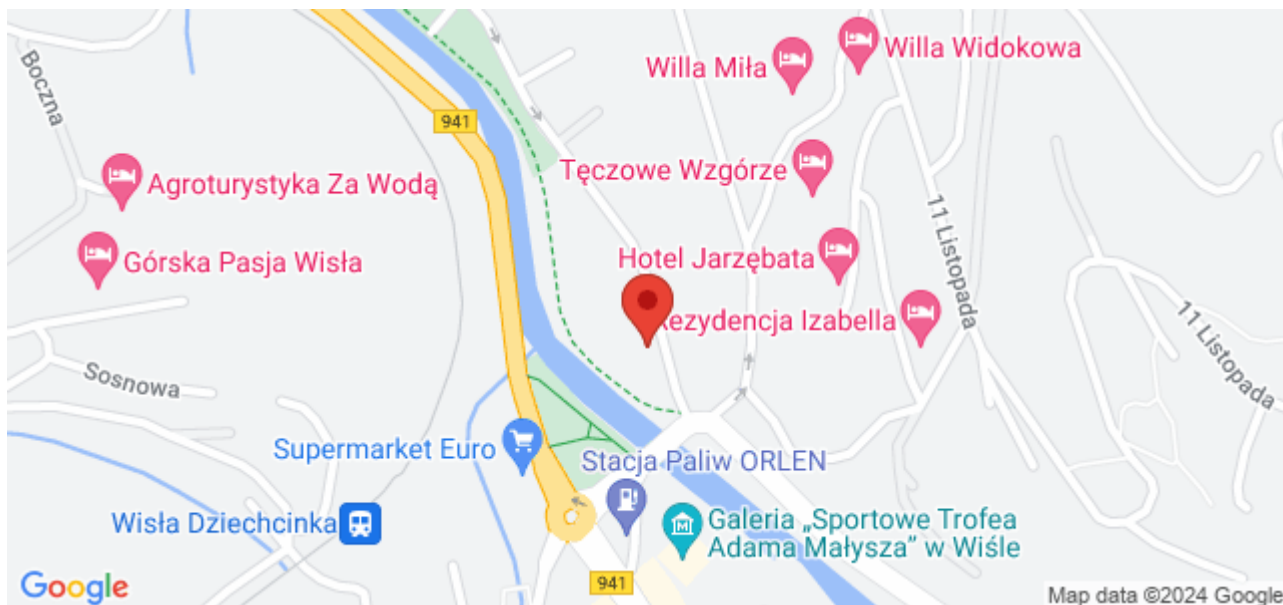 Boczna
941
Willa Miła
Willa Widokowa
Agroturystyka Za Wodą
Tęczowe Wzgórze
11 Listopada
Górska Pasja Wisła
Hotel Jarzębata
Rezydencja Izabella
11 Listopada
Sosnowa
Supermarket Euro
Stacja Paliw ORLEN
Wisła Dziechcinka
Galeria „Sportowe Trofea
Adama Małysza” w Wiśle
941
Google
Map data ©2024 Google